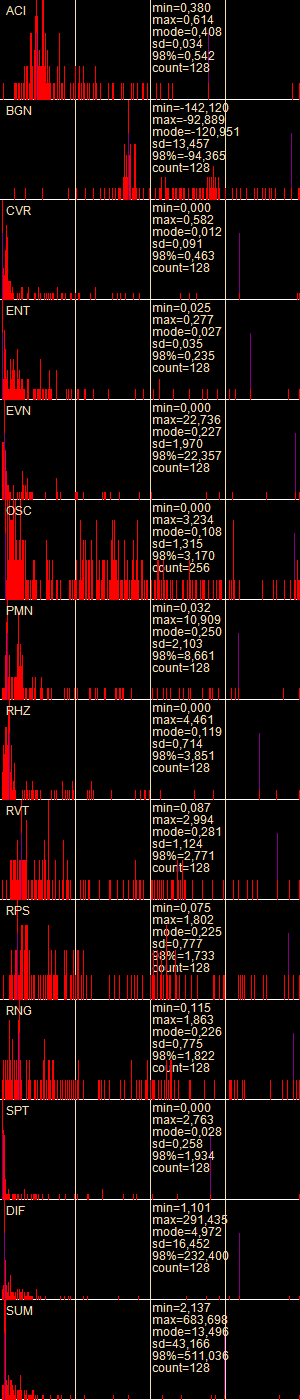 ACI
min=0,380
max=0,614
mode=0,408
sd=0,034
98%=0,542
count=128
BGN
min=-142,120
max=-92,889
mode=-120,951
sd=13,457
98%=-94,365
count=128
CVR
min=0,000
max=0,582
mode=0,012
sd=0,091
98%=0,463
count=128
ENT
min=0,025
max=0,277
mode=0,027
sd=0,035
98%=0,235
count=128
EVN
min=0,000
max=22,736
mode=0,227
sd=1,970
98%=22,357
count=128
OSC
min=0,000
max=3,234
mode=0,108
sd=1,315
98%=3,170
count=256
PMN
min=0,032
max=10,909
mode=0,250
sd=2,103
98%=8,661
count=128
RHZ
min=0,000
max=4,461
mode=0,119
sd=0,714
98%=3,851
count=128
RVT
min=0,087
max=2,994
mode=0,281
sd=1,124
98%=2,771
count=128
RPS
min=0,075
max=1,802
mode=0,225
sd=0,777
98%=1,733
count=128
RNG
min=0,115
max=1,863
mode=0,226
sd=0,775
98%=1,822
count=128
SPT
min=0,000
max=2,763
mode=0,028
sd=0,258
98%=1,934
count=128
DIF
min=1,101
max=291,435
mode=4,972
sd=16,452
98%=232,400
count=128
SUM
min=2,137
max=683,698
mode=13,496
sd=43,166
98%=511,036
count=128